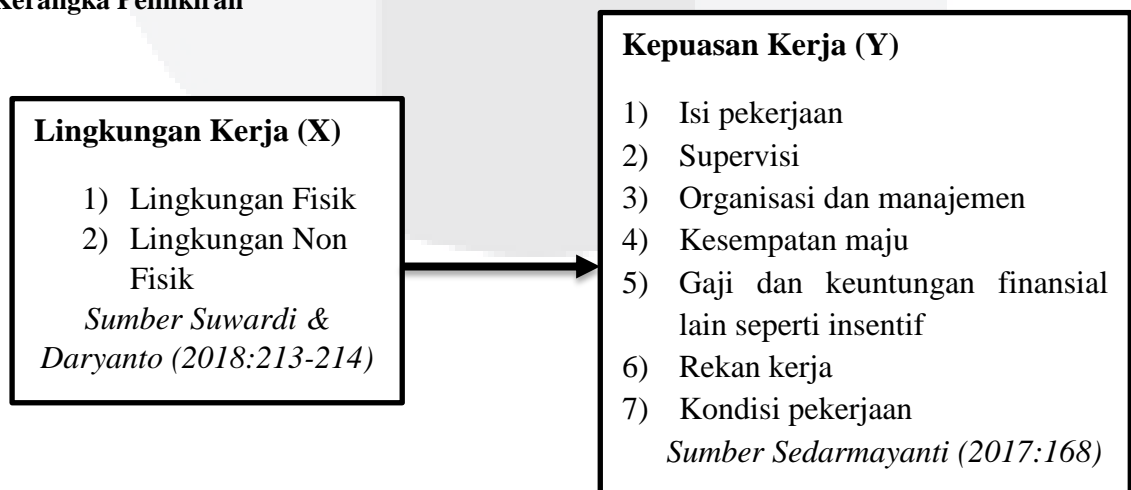 Kerangka Pemikiran
Lingkungan Kerja (X)
1) Lingkungan Fisik
2) Lingkungan Non
Fisik
Sumber Suwardi &
Daryanto (2018:213-214)
Kepuasan Kerja (Y)
1) Isi pekerjaan
2) Supervisi
3) Organisasi dan manajemen
4) Kesempatan maju
5) Gaji dan keuntungan finansial
lain seperti insentif
6) Rekan kerja
7) Kondisi pekerjaan
Sumber Sedarmayanti (2017:168)